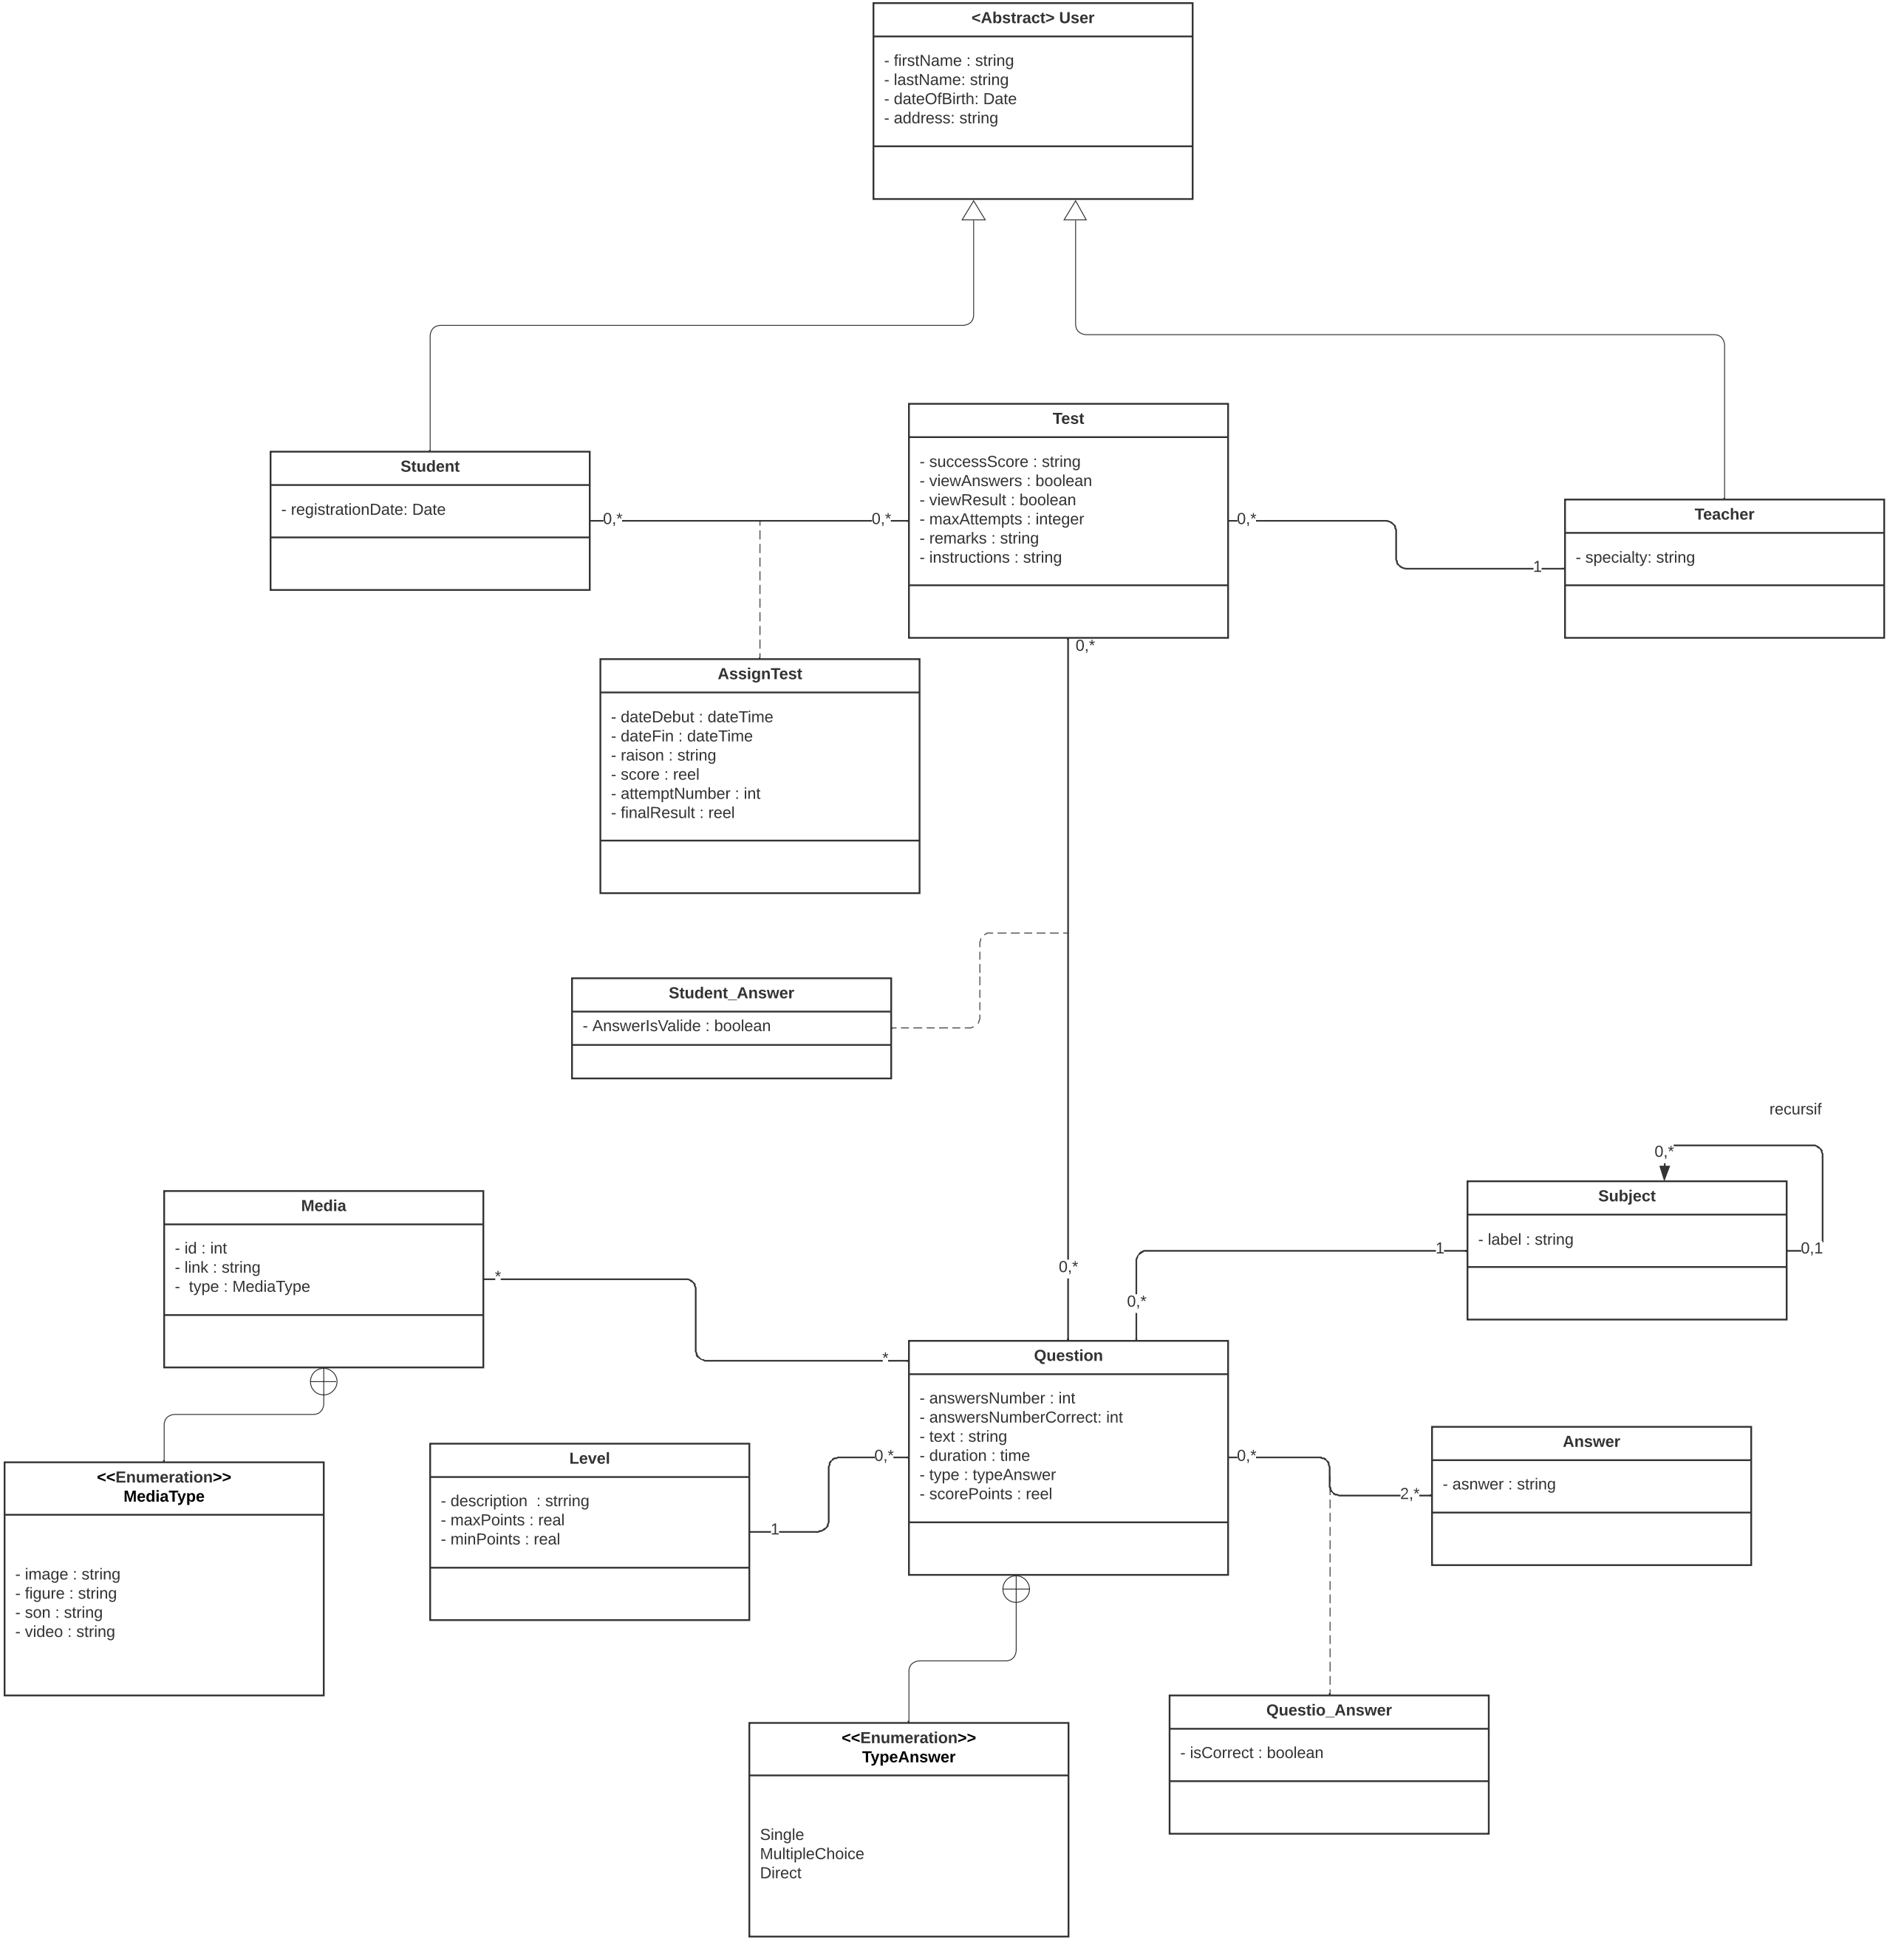 <Abstract> User
- firstName : string
- lastName: string
- dateOfBirth: Date
- address: string
Test
- successScore : string
- viewAnswers : boolean
- viewResult : boolean
- maxAttempts : integer
- remarks : string
- instructions : string
Student
- registrationDate: Date
0,*
0,*
0,*
1
Teacher
- specialty: string
0,*
AssignTest
- dateDebut : dateTime
- dateFin : dateTime
- raison : string
- score : reel
- attemptNumber : int
- finalResult : reel
Student_Answer
- AnswerIsValide : boolean
recursif
0,*
Subject
- label : string
0,1
1
0,*
0,*
Media
- id : int
- link : string
-  type : MediaType
*
*
Question
- answersNumber : int
- answersNumberCorrect: int
- text : string
- duration : time
- type : typeAnswer
- scorePoints : reel
<<Enumeration>>
MediaType
- image : string
- figure : string
- son : string
- video : string
Level
- description  : strring
- maxPoints : real
- minPoints : real
1
0,*
0,*
2,*
Answer
- asnwer : string
Questio_Answer
- isCorrect : boolean
<<Enumeration>>
TypeAnswer
Single
MultipleChoice
Direct